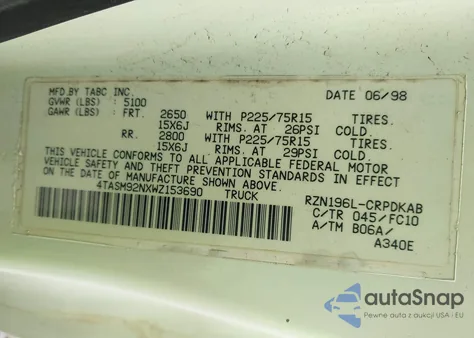 MFD.BY TABC INC. DATE 06/98
GVWR (LBS) : 5100
GAWR (LBS) : FRT. 2650 WITH P225/75R15 TIRES.
15X6J RIMS. AT 26PSI COLD.
RR. 2800 WITH P225/75R15 TIRES.
15X6J RIMS. AT 29PSI COLD.
THIS VEHICLE CONFORMS TO ALL APPLICABLE FEDERAL MOTOR
VEHICLE SAFETY AND THEFT PREVENTION STANDARDS IN EFFECT
ON THE DATE OF MANUFACTURE SHOWN ABOVE.
4TASM92NXWZ153690 TRUCK RZN196L-CRPDKAB
C/TR 045/FC10
A/TM B06A/
A340E
autoSnap
Pewne auta z aukcji USA i EU